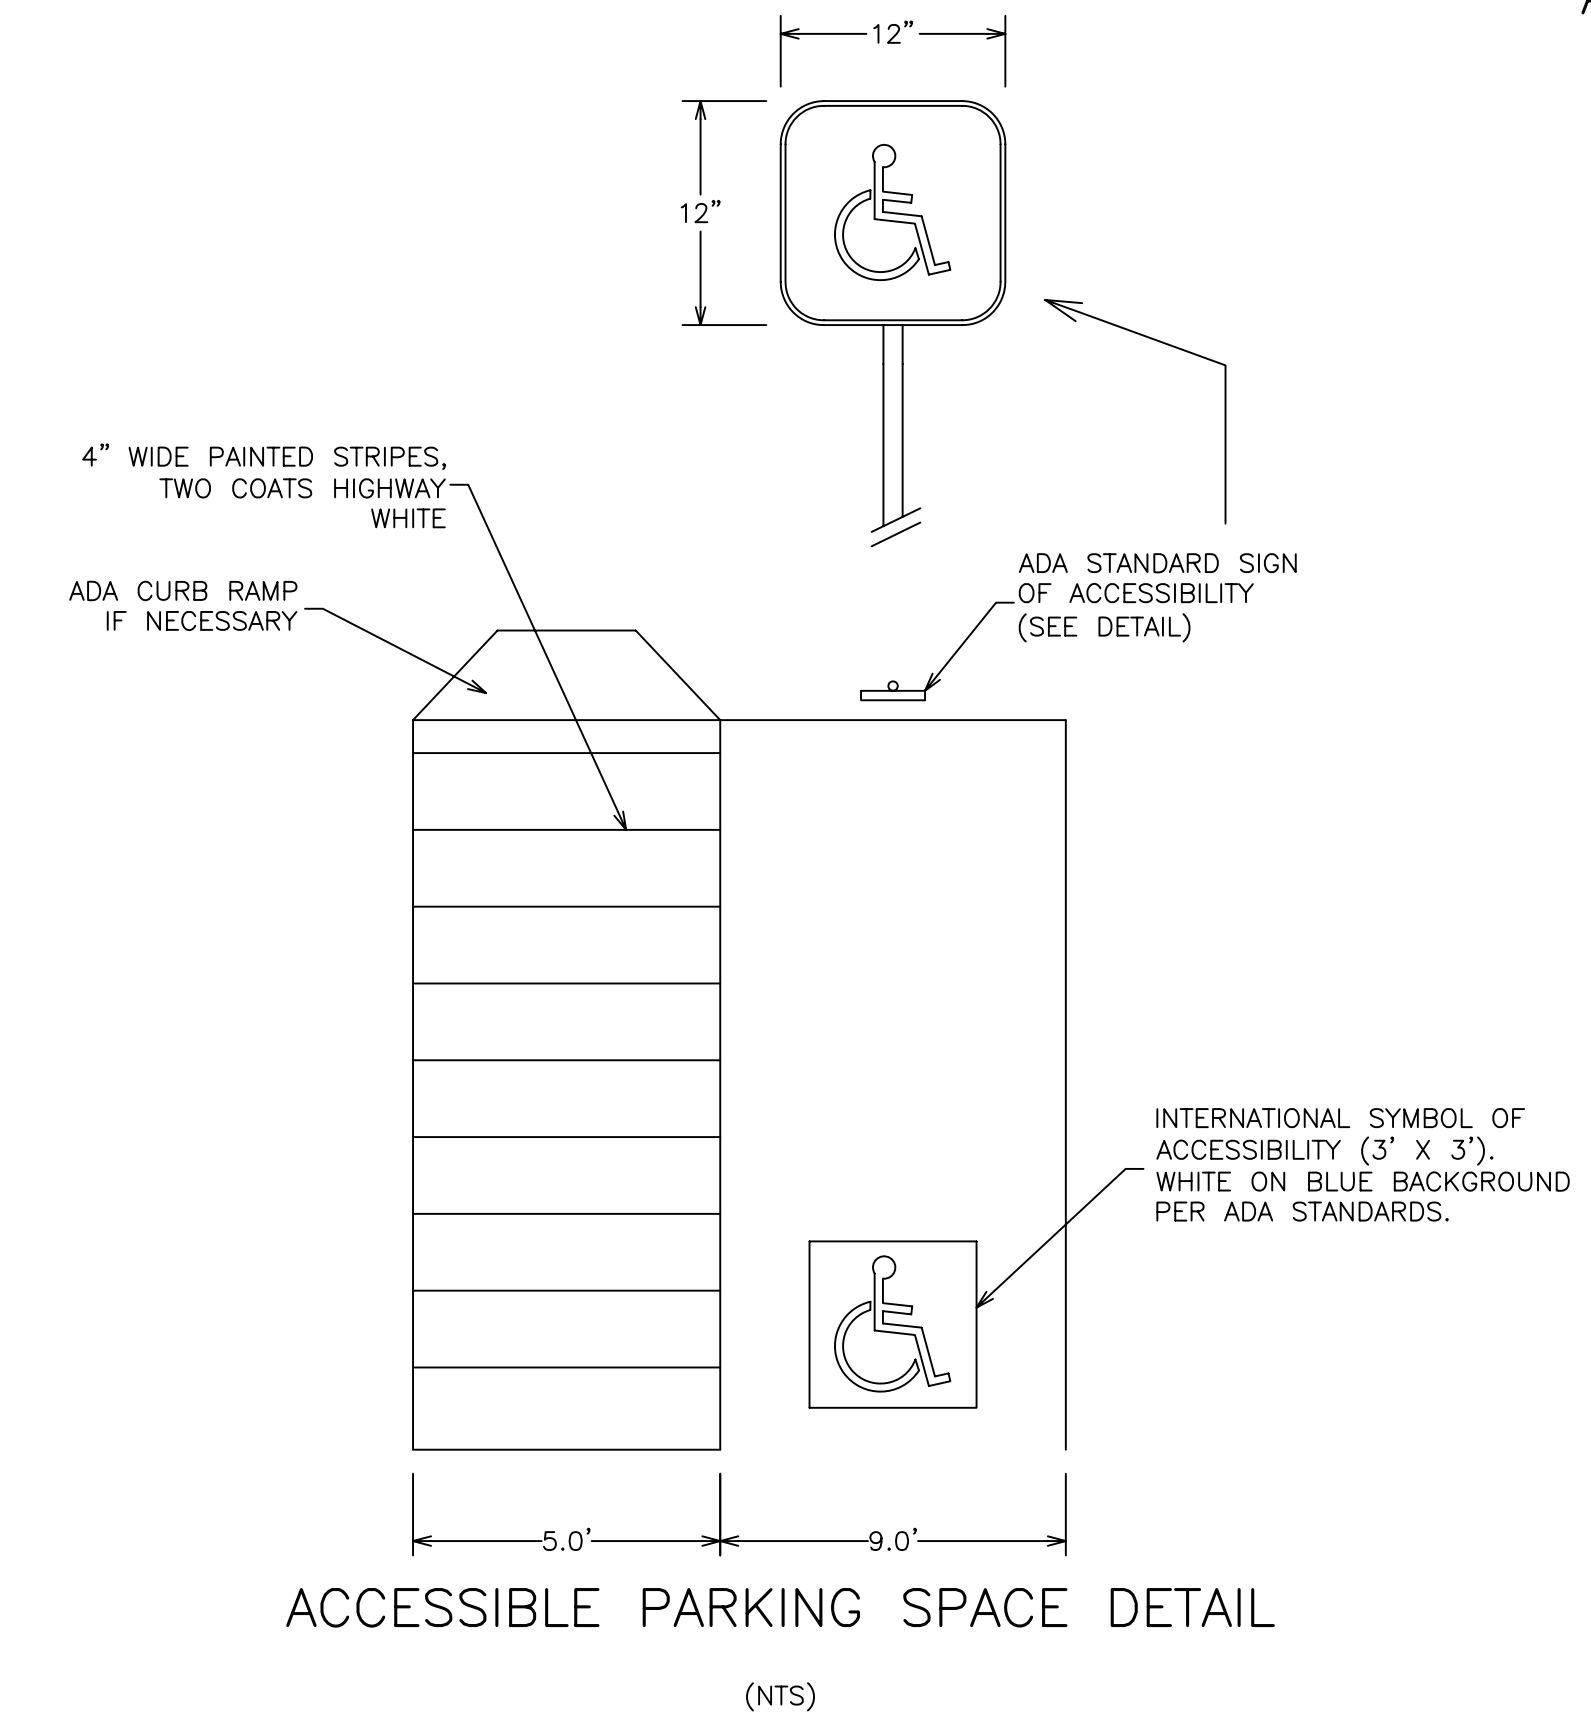 12”
12”
4” WIDE PAINTED STRIPES,
TWO COATS HIGHWAY
WHITE
ADA CURB RAMP
IF NECESSARY
ADA STANDARD SIGN
OF ACCESSIBILITY
(SEE DETAIL)
INTERNATIONAL SYMBOL OF
ACCESSIBILITY (3' X 3').
WHITE ON BLUE BACKGROUND
PER ADA STANDARDS.
5.0' 9.0'
ACCESSIBLE PARKING SPACE DETAIL
(NTS)